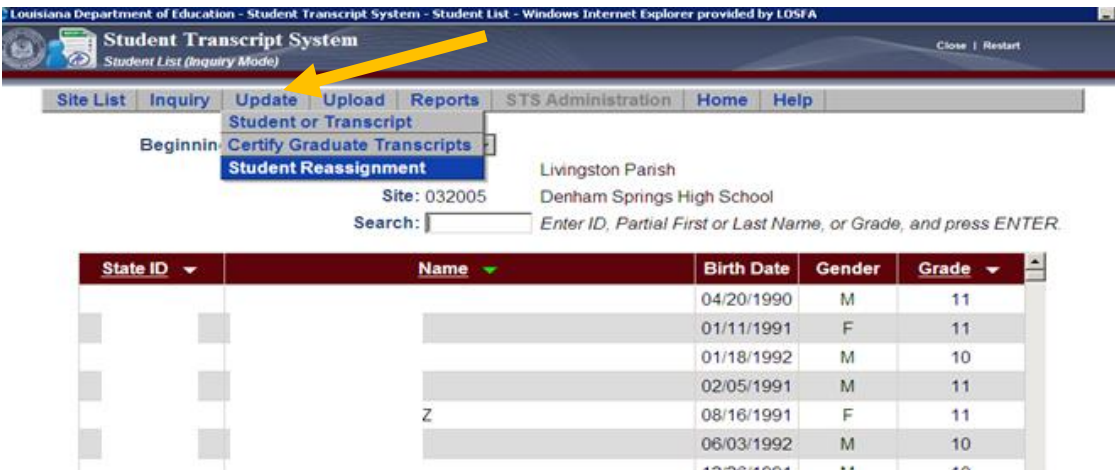 Louisiana Department of Education - Student Transcript System - Student List - Windows Internet Explorer provided by LOSFA
Student Transcript System
Student List (Inquiry Mode)
Close | Restart
Site List Inquiry Update Upload Reports STS Administration Home Help
Student or Transcript
Beginnin Certify Graduate Transcripts
Student Reassignment Livingston Parish
Site: 032005 Denham Springs High School
Search: Enter ID, Partial First or Last Name, or Grade, and press ENTER.
State ID Name Birth Date Gender Grade
04/20/1990 M 11
01/11/1991 F 11
01/18/1992 M 10
02/05/1991 M 11
Z 08/16/1991 F 11
06/03/1992 M 10